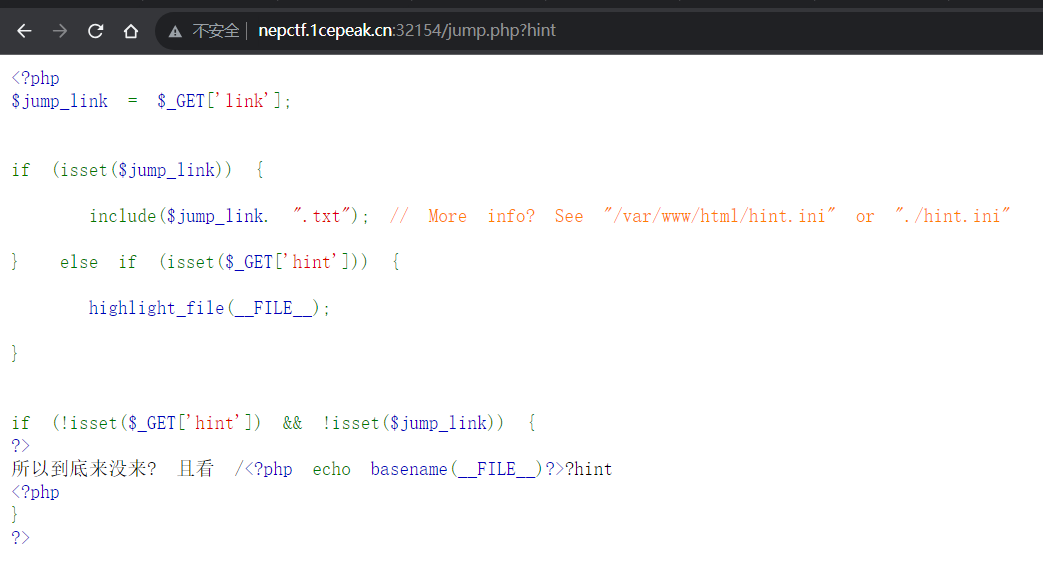 不安全 nepctf.1cepeak.cn:32154/jump.php?hint
<?php
$jump_link = $_GET['link'];
if (isset($jump_link)) {
include($jump_link. ".txt"); // More info? See "/var/www/html/hint.ini" or "./hint.ini"
} else if (isset($_GET['hint'])) {
highlight_file(__FILE__);
}
if (!isset($_GET['hint']) && !isset($jump_link)) {
?>
所以到底来没来? 且看 /<?php echo basename(__FILE__)?>?hint
<?php
}
?>